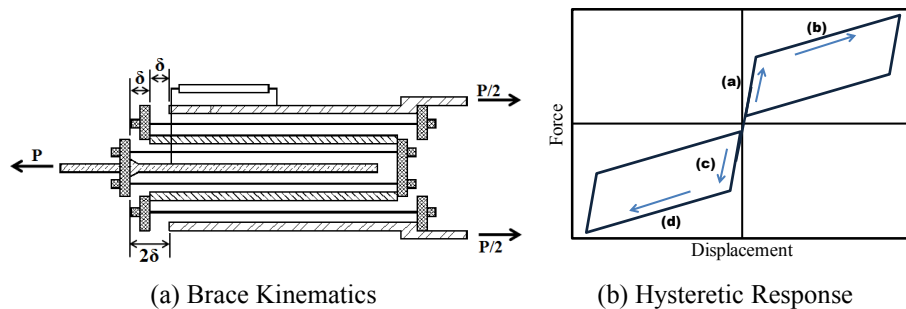 δ
δ
P/2
P
P/2
2δ
(a) Brace Kinematics
(b)
(a)
Force
(c)
(d)
Displacement
(b) Hysteretic Response